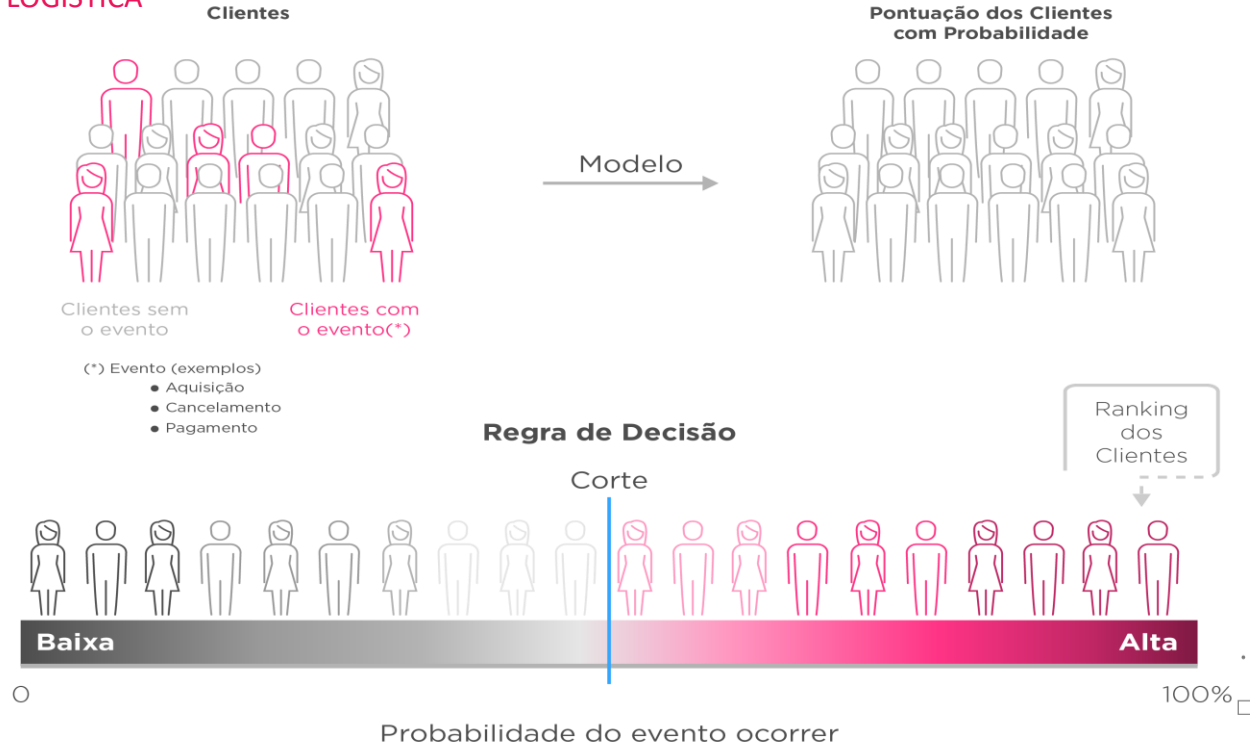 LOGÍSTICA
Clientes
Pontuação dos Clientes
com Probabilidade
Modelo
Clientes sem
o evento
Clientes com
o evento(*)
(*) Evento (exemplos)
• Aquisição
• Cancelamento
• Pagamento
Ranking
dos
Clientes
Regra de Decisão
Corte
Baixa
Alta
0
100%
Probabilidade do evento ocorrer